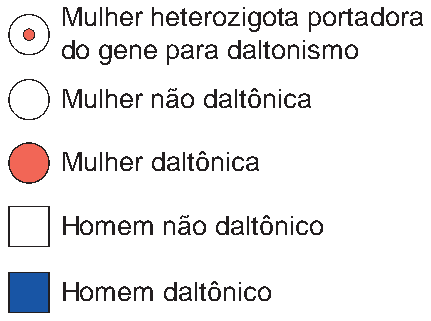 Mulher heterozigota portadora
do gene para daltonismo
Mulher não daltônica
Mulher daltônica
Homem não daltônico
Homem daltônico